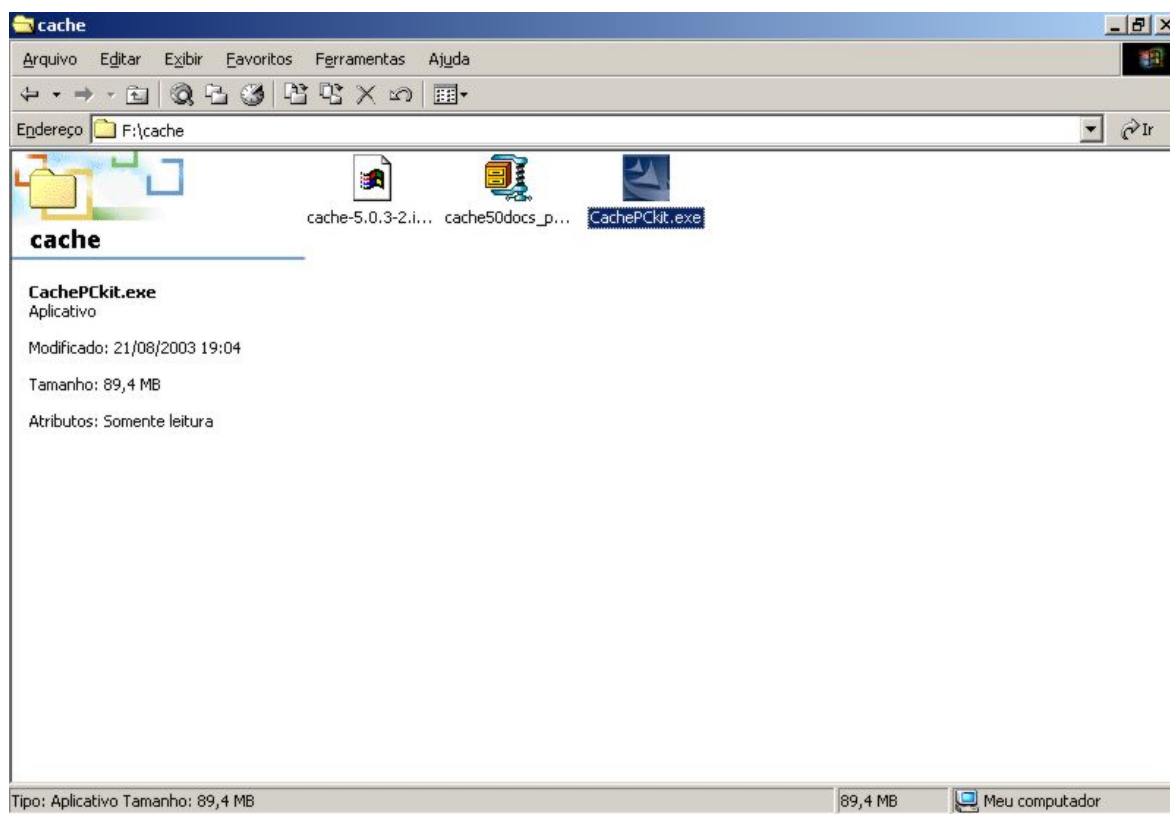 cache
Arquivo Editar Exibir Favoritos Ferramentas Ajuda
Endereço F:\cache Ir
cache-5.0.3-2.i... cache50docs_p... CachePCkit.exe
cache
CachePCkit.exe
Aplicativo
Modificado: 21/08/2003 19:04
Tamanho: 89,4 MB
Atributos: Somente leitura
Tipo: Aplicativo Tamanho: 89,4 MB 89,4 MB Meu computador